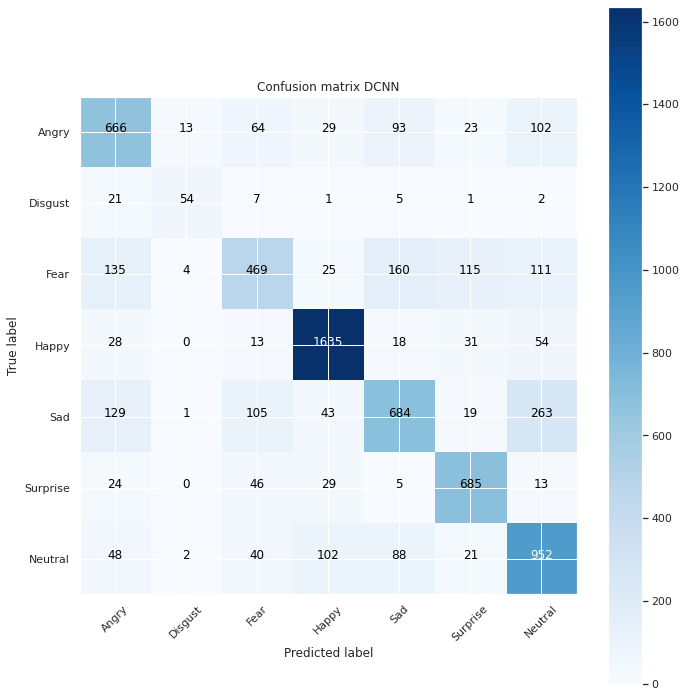 Confusion matrix DCNN
True label
Angry 666 13 64 29 93 23 102
Disgust 21 54 7 1 5 1 2
Fear 135 4 469 25 160 115 111
Happy 28 0 13 1635 18 31 54
Sad 129 1 105 43 684 19 263
Surprise 24 0 46 29 5 685 13
Neutral 48 2 40 102 88 21 952
Angry Disgust Fear Happy Sad Surprise Neutral
Predicted label
1600
1400
1200
1000
800
600
400
200
0